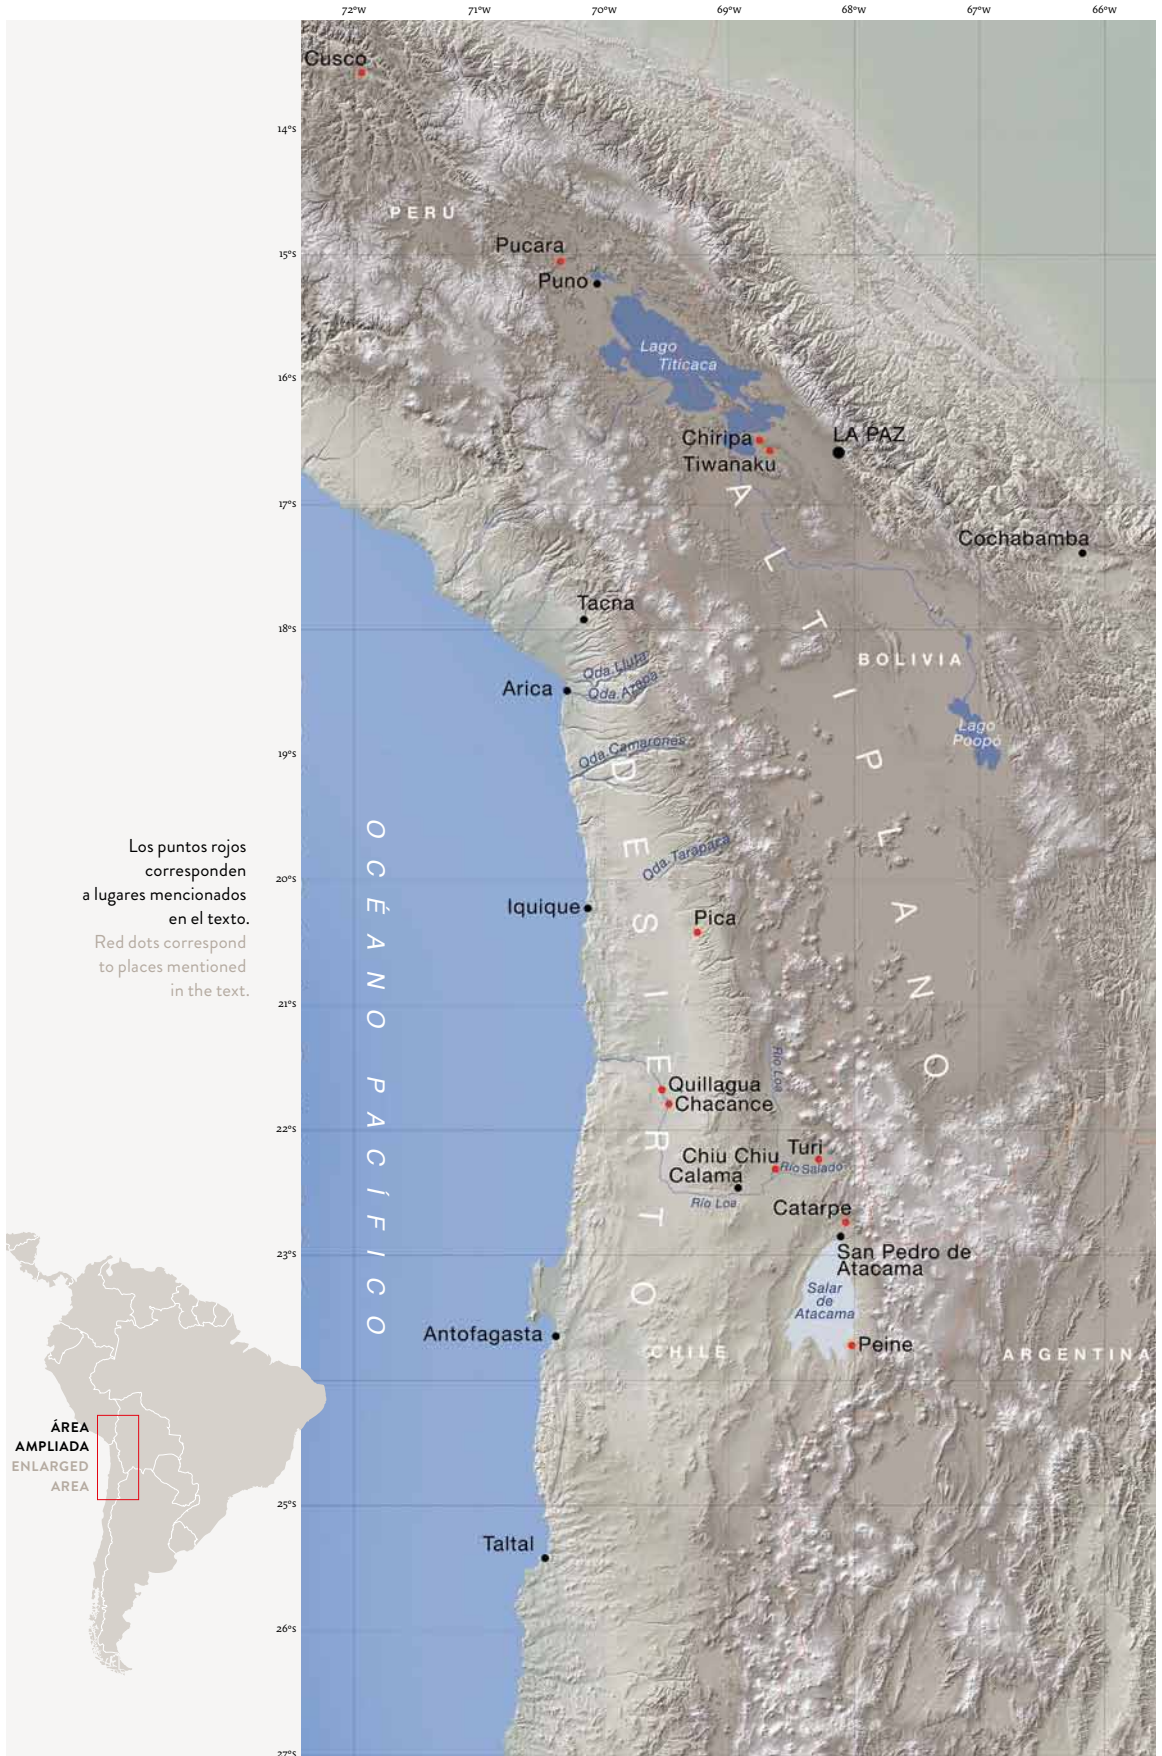 72°W 71°W 70°W 69°W 68°W 67°W 66°W
Cusco
14°S
PERÚ
Pucara
15°S
Puno
Lago
Titicaca
16°S
Chiripa
LA PAZ
Tiwanaku
17°S
Cochabamba
Tacna
18°S
BOLIVIA
Qda. Lluta
Qda. Azapa
Arica
Lago
Poopó
Qda. Camarones
19°S
ALTIPLANO
DESIERTO
OCÉANO PACÍFICO
Los puntos rojos
corresponden
a lugares mencionados
en el texto.
Red dots correspond
to places mentioned
in the text.
Qda. Tarapacá
20°S
Iquique
Pica
21°S
Río Loa
Quillagua
Chacance
22°S
Turi
Chiu Chiu
Río Salado
Calama
Río Loa
Catarpe
23°S
San Pedro de
Atacama
Salar
de
Atacama
Antofagasta
Peine
CHILE
ARGENTINA
ÁREA
AMPLIADA
ENLARGED
AREA
25°S
Taltal
26°S
27°S